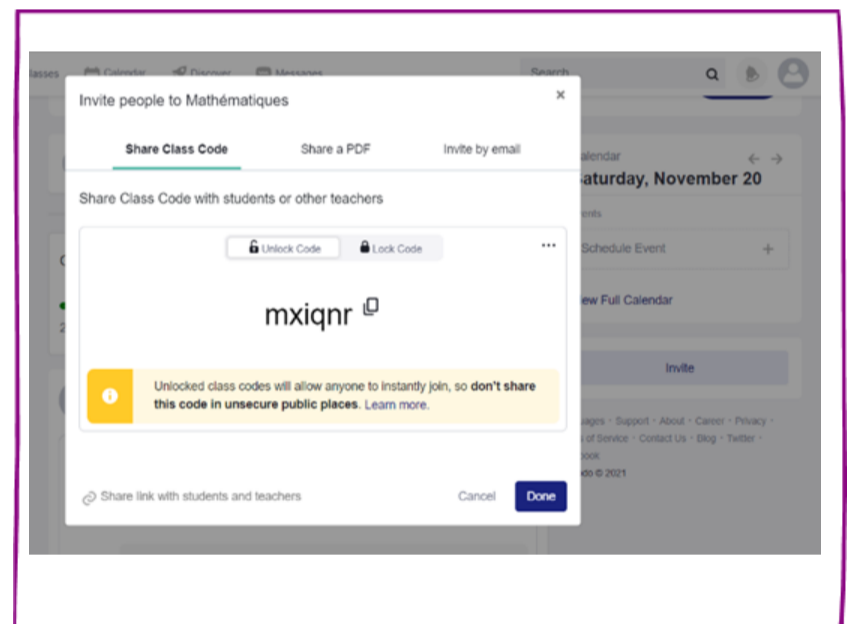 Calendar Discover Messages Search
Invite people to Mathématiques ×
Share Class Code Share a PDF Invite by email
Saturday, November 20
Share Class Code with students or other teachers
Unlock Code Lock Code ...
Schedule Event +
mxiqnr
Full Calendar
Invite
Unlocked class codes will allow anyone to instantly join, so don't share
this code in unsecure public places. Learn more.
Support · About · Career · Privacy ·
of Service · Contact Us · Blog · Twitter ·
© 2021
Share link with students and teachers Cancel Done